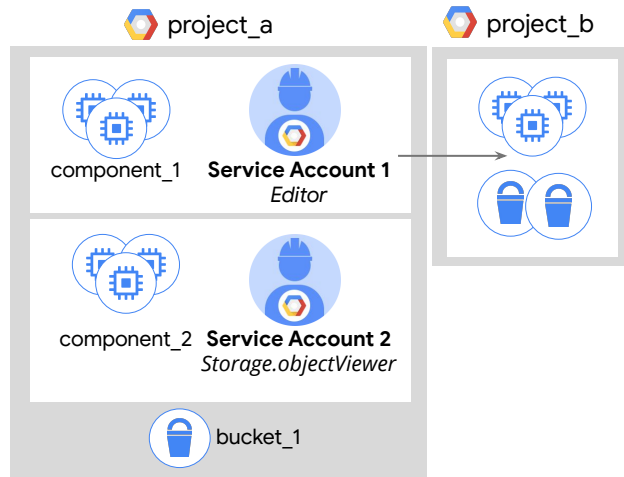 project_a
project_b
component_1
Service Account 1
Editor
component_2
Service Account 2
Storage.objectViewer
bucket_1